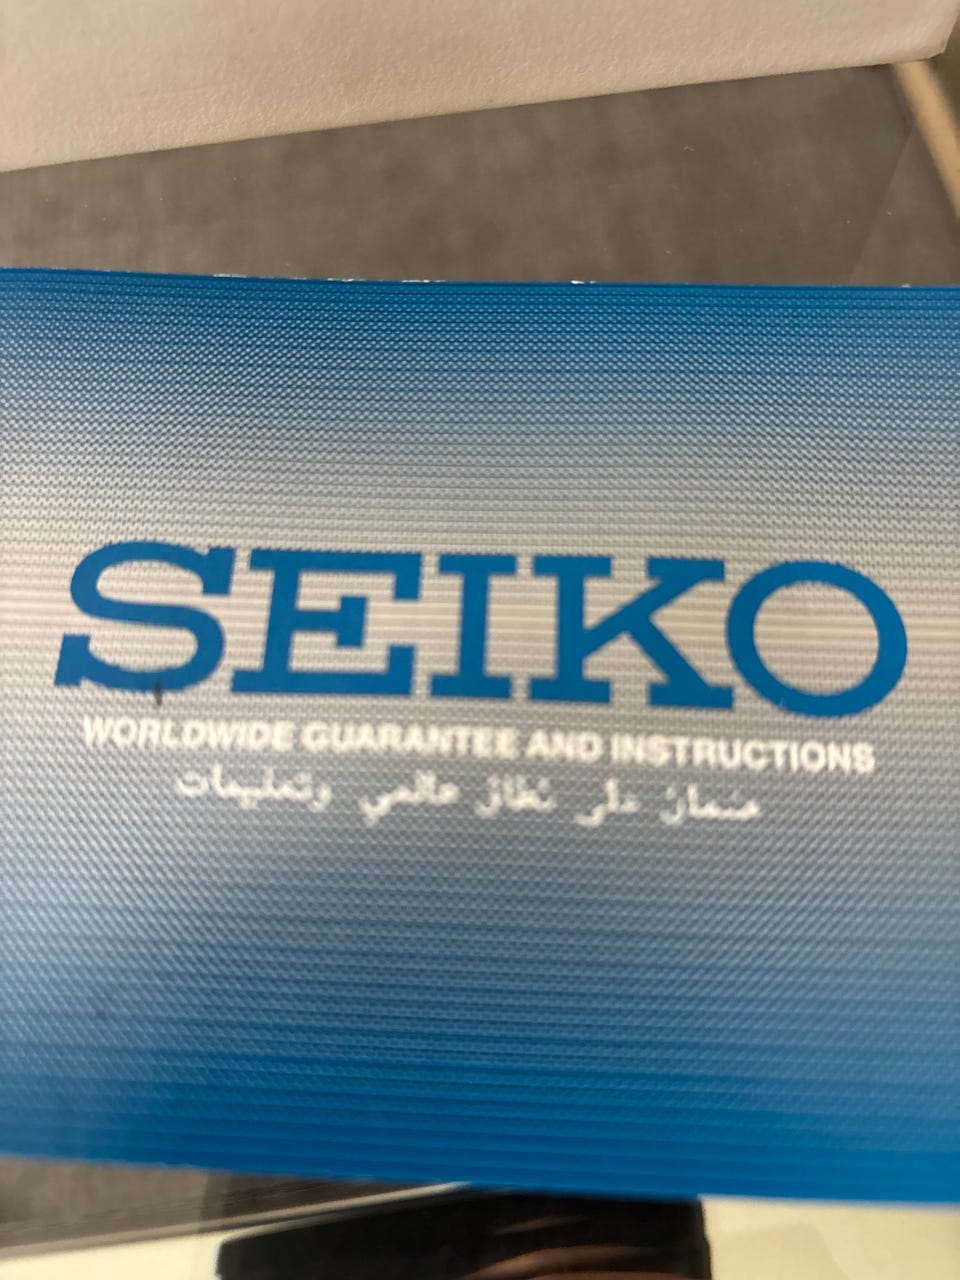 SEIKO
WORLDWIDE GUARANTEE AND INSTRUCTIONS
ضمان على نطاق عالمي وتعليمات